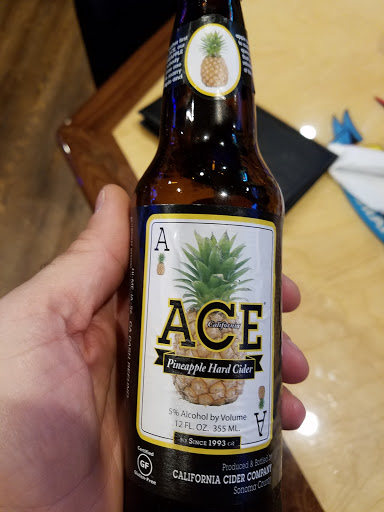 A
ACE
California
Pineapple Hard Cider
5% Alcohol by Volume
12 FL. OZ. 355 ML.
SINCE 1993
A
Certified
GF
Gluten-Free
Produced & Bottled by
CALIFORNIA CIDER COMPANY
Sonoma County